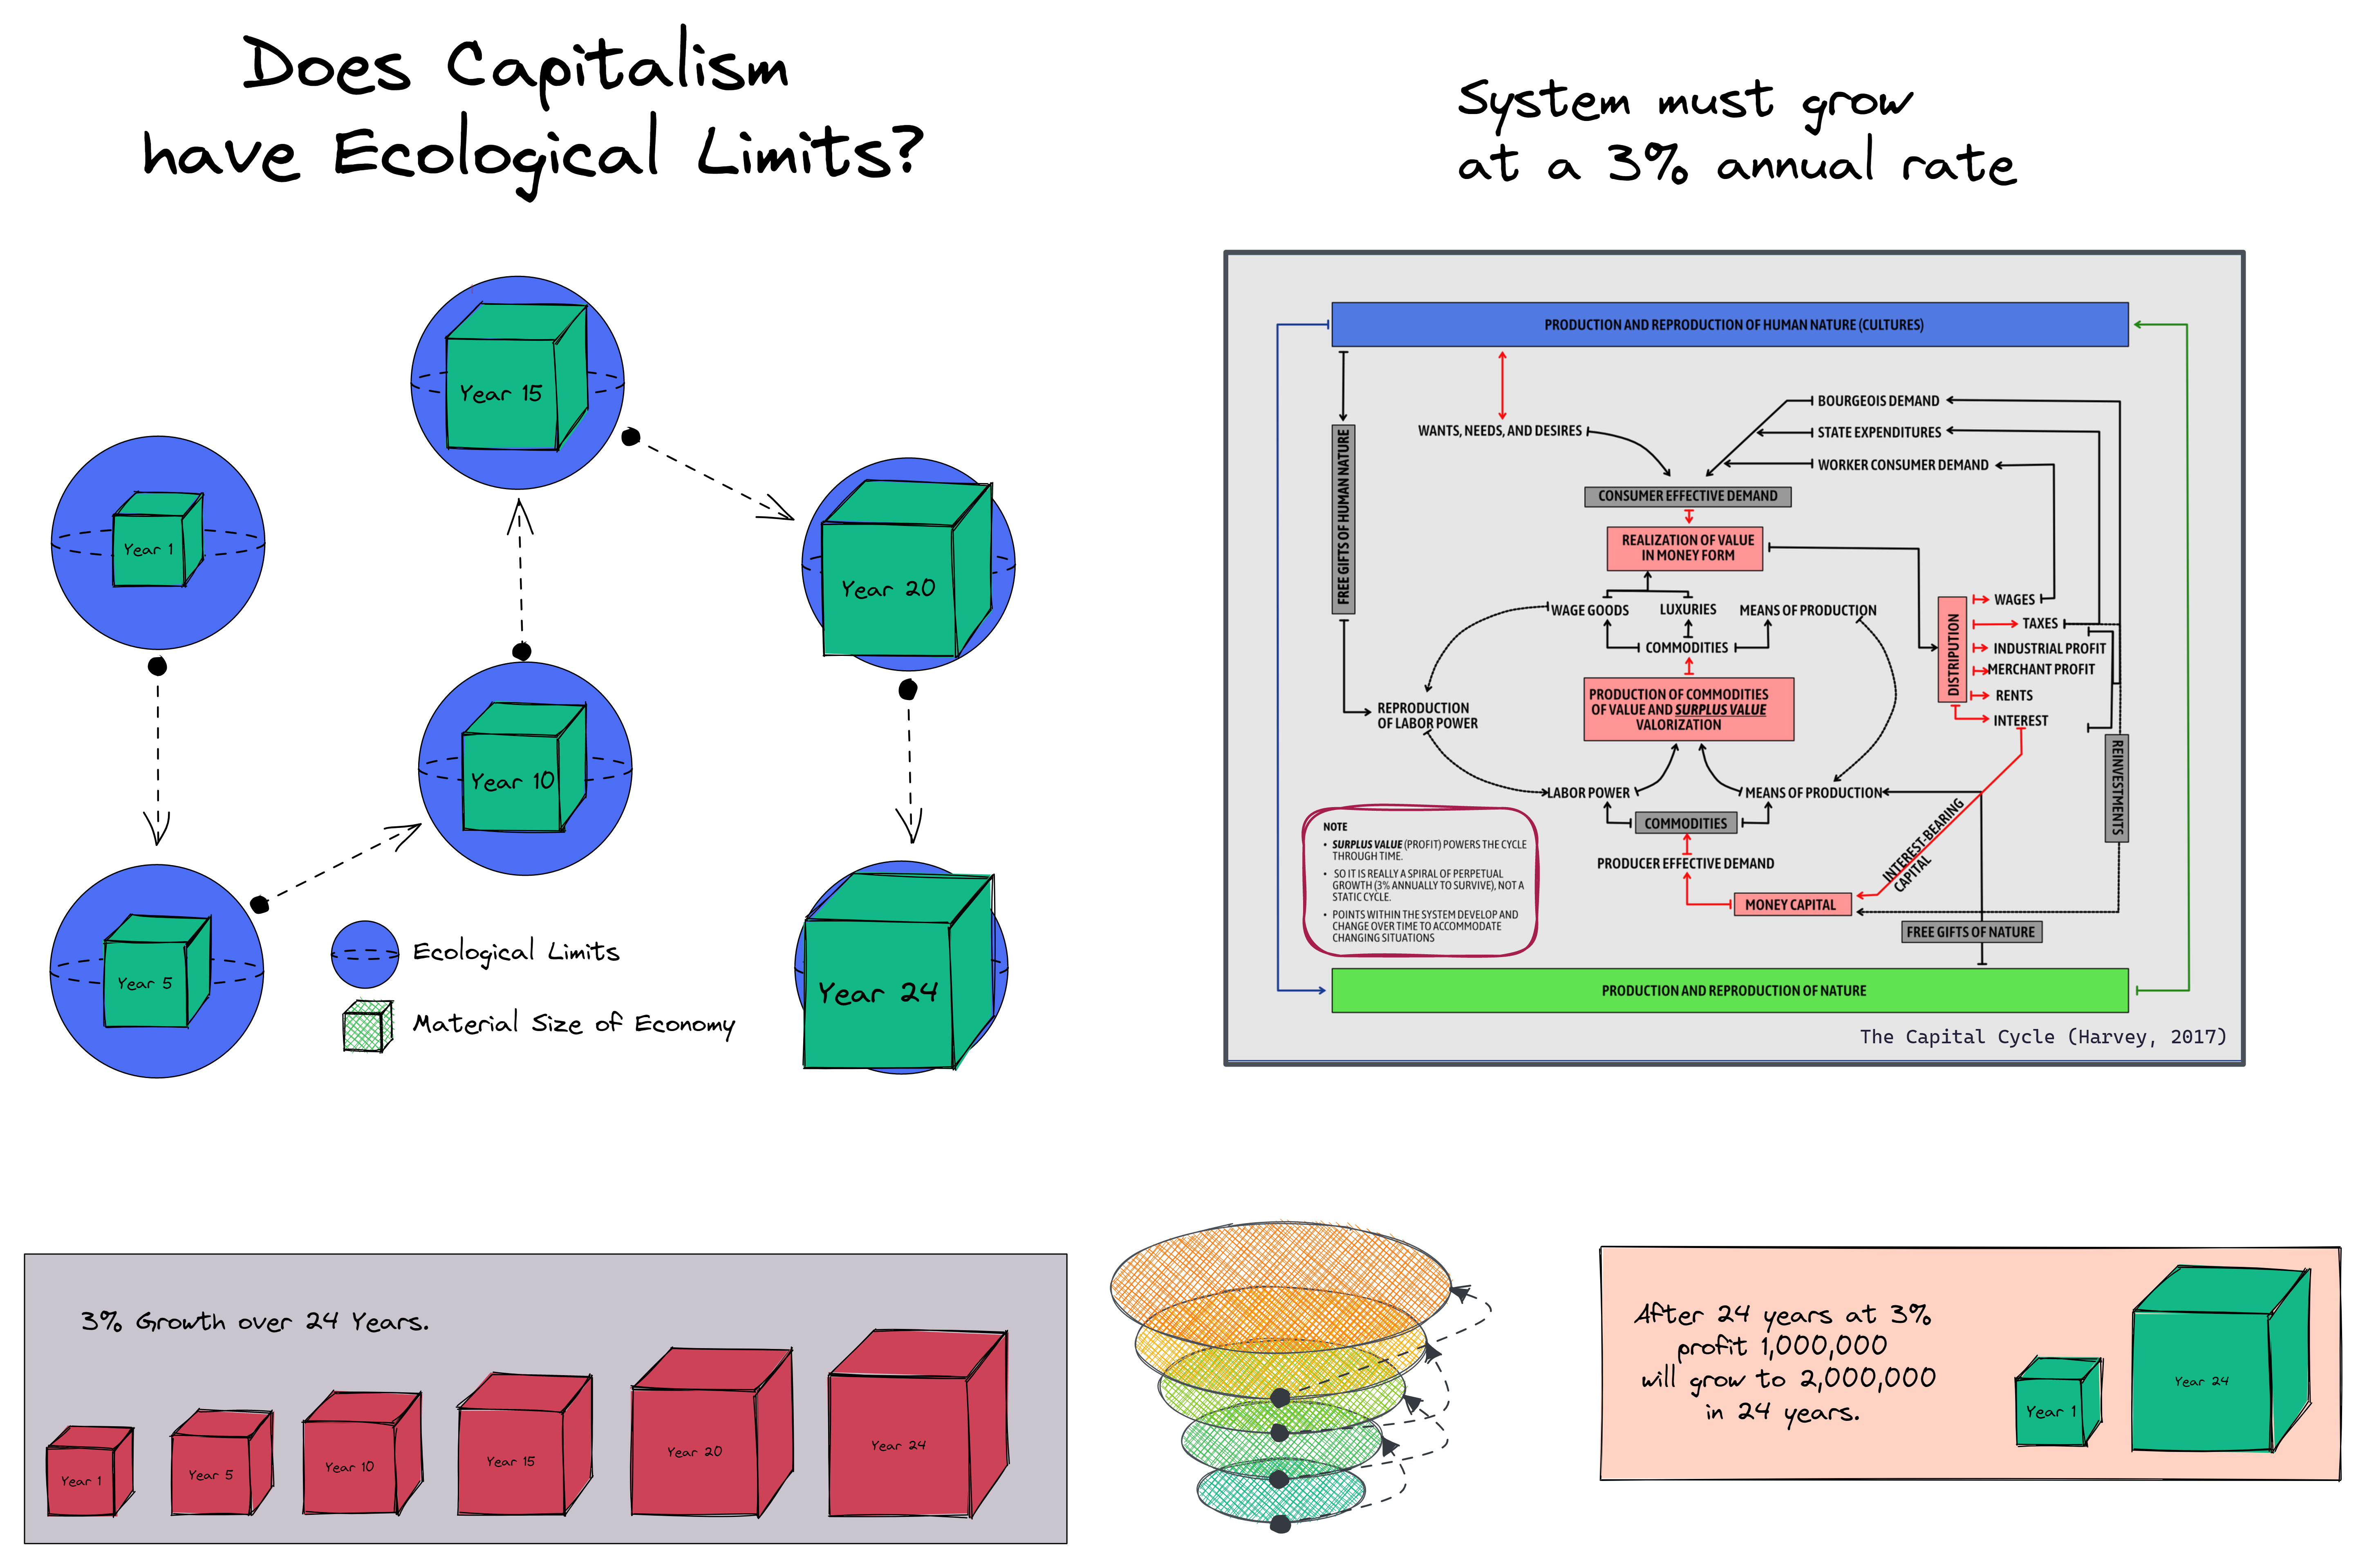 Does Capitalism
have Ecological Limits?
System must grow
at a 3% annual rate
Year 1
Year 5
Year 10
Year 15
Year 20
Year 24
Ecological Limits
Material Size of Economy
PRODUCTION AND REPRODUCTION OF HUMAN NATURE (CULTURES)
FREE GIFTS OF HUMAN NATURE
WANTS, NEEDS, AND DESIRES
BOURGEOIS DEMAND
STATE EXPENDITURES
WORKER CONSUMER DEMAND
CONSUMER EFFECTIVE DEMAND
REALIZATION OF VALUE
IN MONEY FORM
WAGE GOODS
LUXURIES
MEANS OF PRODUCTION
COMMODITIES
DISTRIPUTION
WAGES
TAXES
INDUSTRIAL PROFIT
MERCHANT PROFIT
RENTS
INTEREST
PRODUCTION OF COMMODITIES
OF VALUE AND SURPLUS VALUE
VALORIZATION
REPRODUCTION
OF LABOR POWER
REINVESTMENTS
LABOR POWER
MEANS OF PRODUCTION
COMMODITIES
PRODUCER EFFECTIVE DEMAND
INTEREST-BEARING
CAPITAL
MONEY CAPITAL
FREE GIFTS OF NATURE
NOTE
• SURPLUS VALUE (PROFIT) POWERS THE CYCLE
THROUGH TIME.
• SO IT IS REALLY A SPIRAL OF PERPETUAL
GROWTH (3% ANNUALLY TO SURVIVE), NOT A
STATIC CYCLE.
• POINTS WITHIN THE SYSTEM DEVELOP AND
CHANGE OVER TIME TO ACCOMMODATE
CHANGING SITUATIONS
PRODUCTION AND REPRODUCTION OF NATURE
The Capital Cycle (Harvey, 2017)
3% Growth over 24 Years.
Year 1
Year 5
Year 10
Year 15
Year 20
Year 24
After 24 years at 3%
profit 1,000,000
will grow to 2,000,000
in 24 years.
Year 1
Year 24